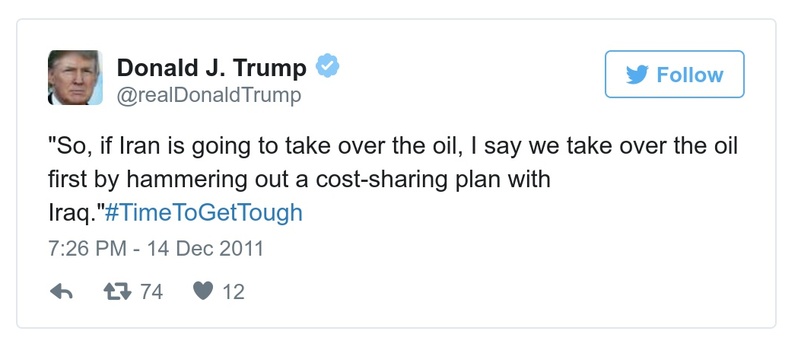 Donald J. Trump
@realDonaldTrump
Follow
"So, if Iran is going to take over the oil, I say we take over the oil
first by hammering out a cost-sharing plan with
Iraq."#TimeToGetTough
7:26 PM - 14 Dec 2011
74 12